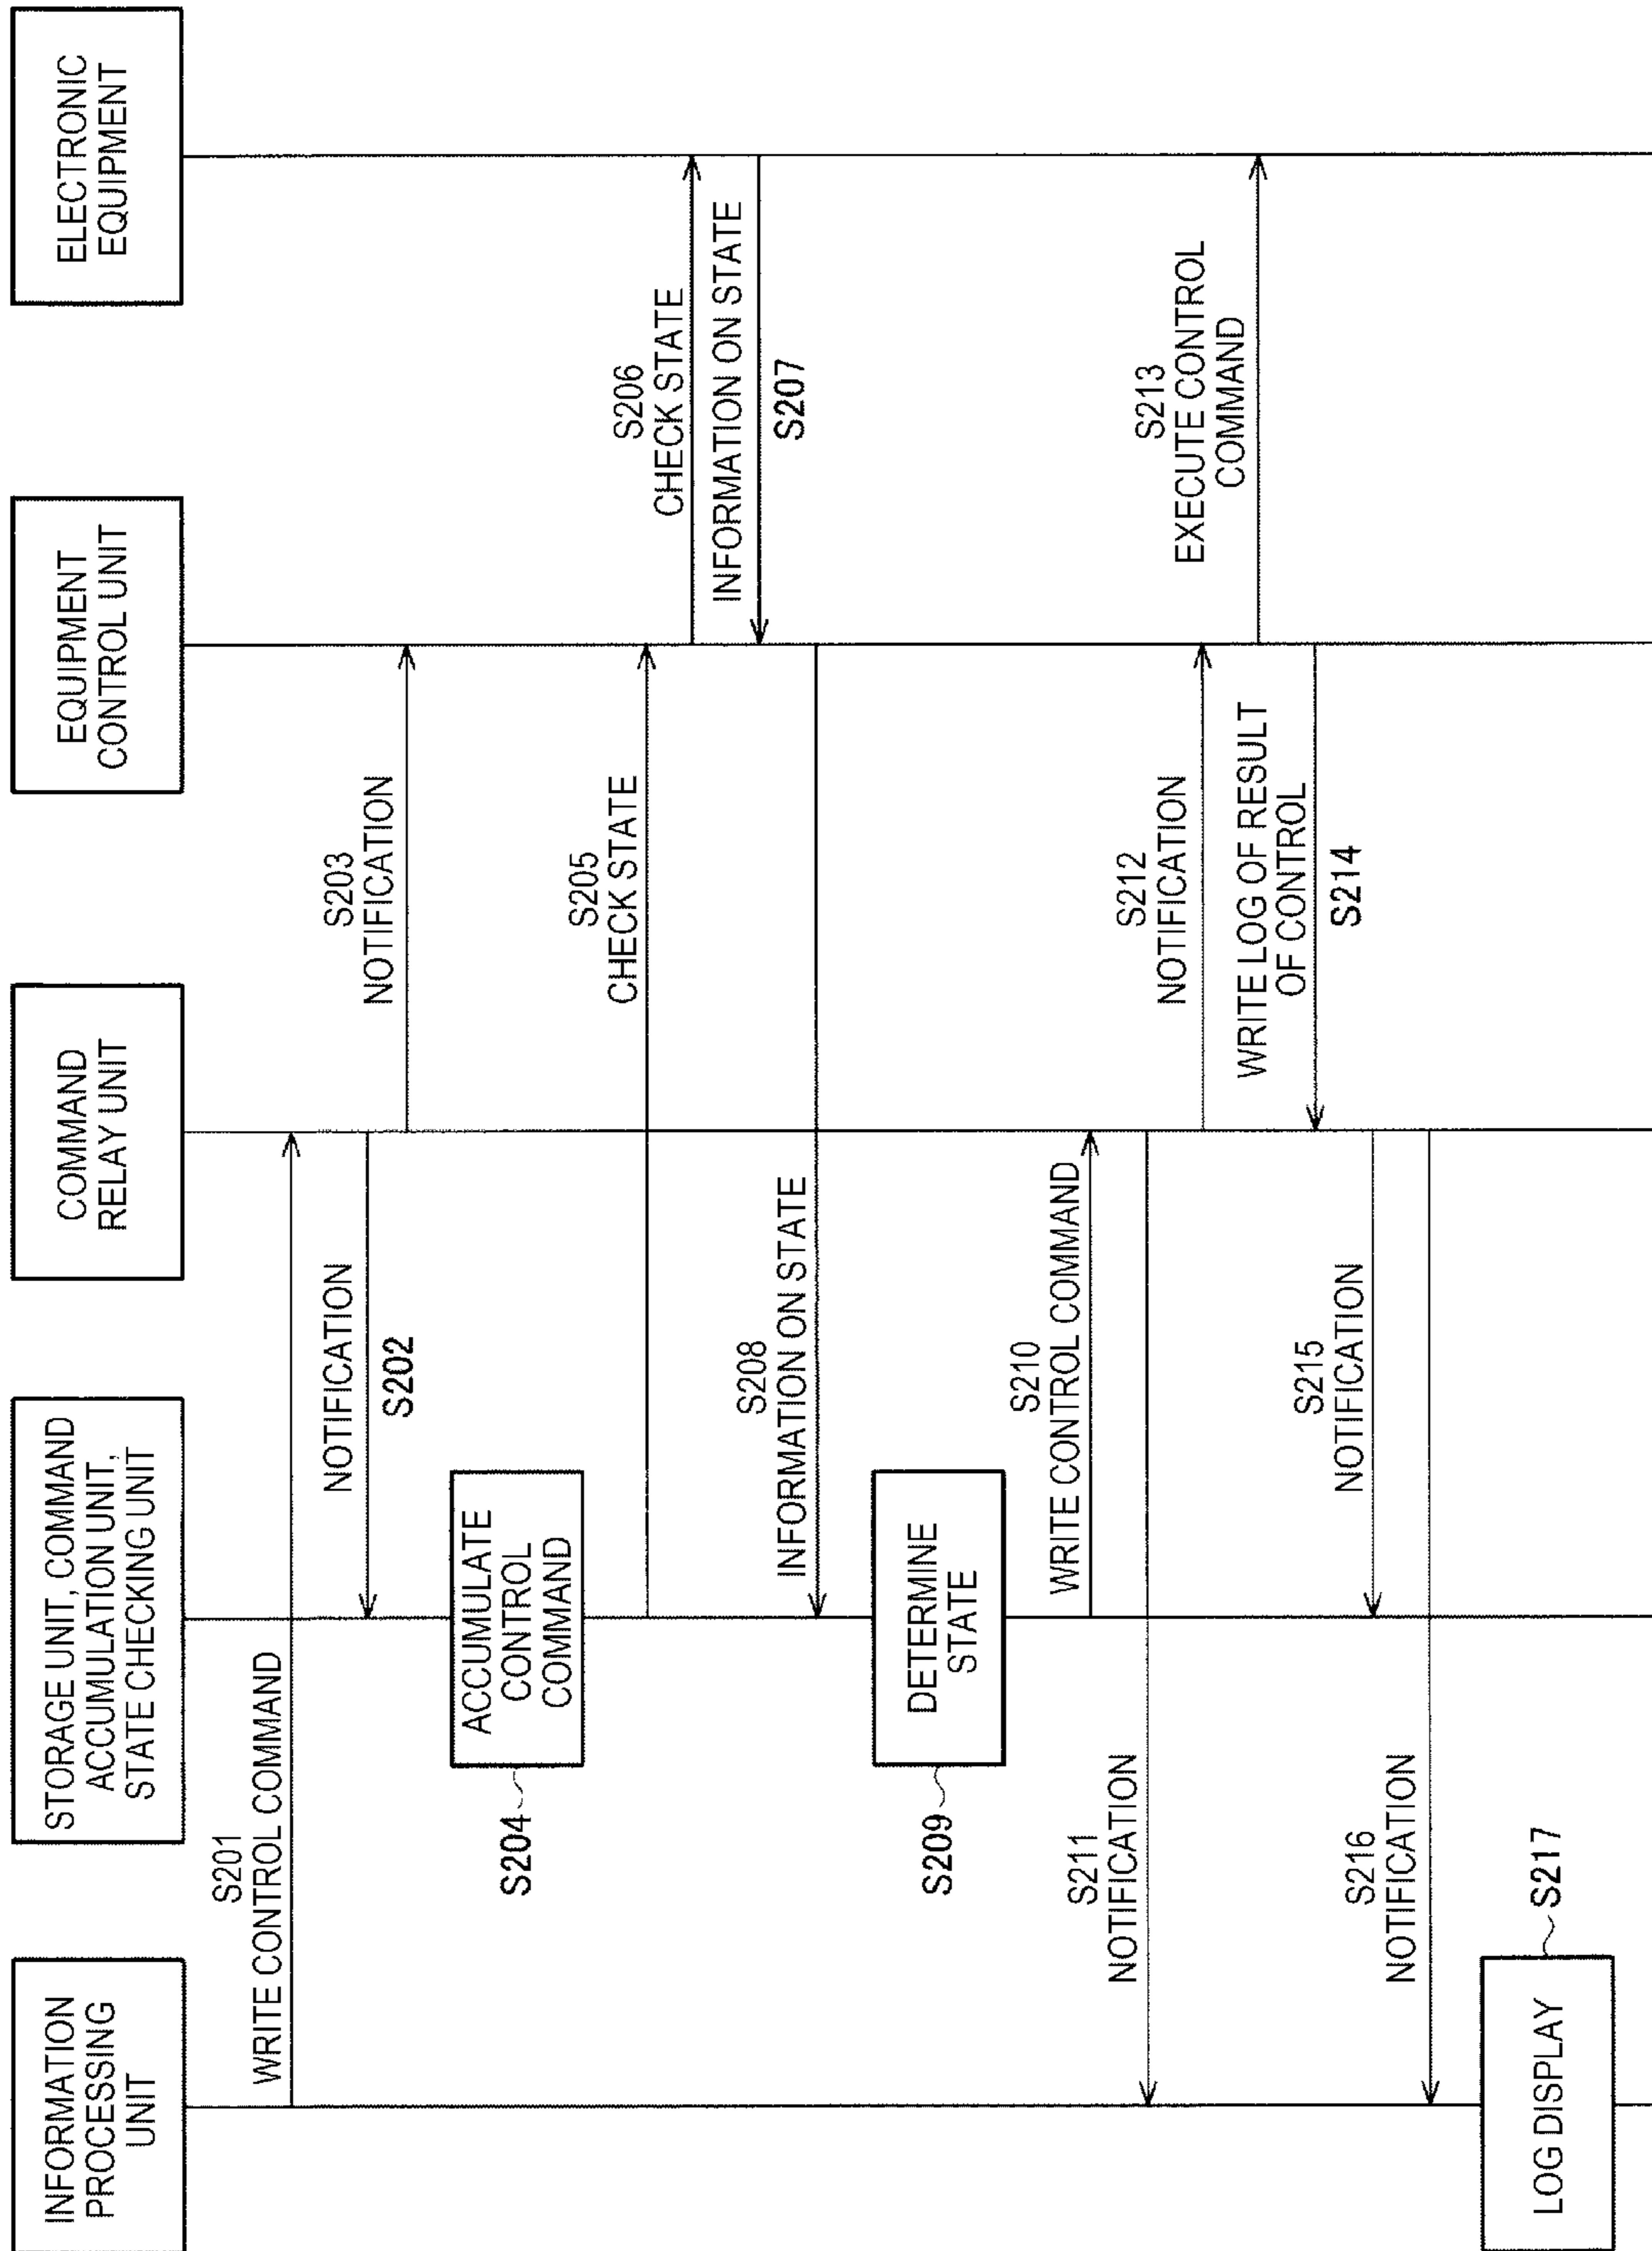 INFORMATION
PROCESSING
UNIT
STORAGE UNIT, COMMAND
ACCUMULATION UNIT,
STATE CHECKING UNIT
COMMAND
RELAY UNIT
EQUIPMENT
CONTROL UNIT
ELECTRONIC
EQUIPMENT
S201
WRITE CONTROL COMMAND
NOTIFICATION
S202
S203
NOTIFICATION
ACCUMULATE
CONTROL
COMMAND
S204
S205
CHECK STATE
S206
CHECK STATE
INFORMATION ON STATE
S207
S208
INFORMATION ON STATE
DETERMINE
STATE
S209
S210
WRITE CONTROL COMMAND
S211
NOTIFICATION
S212
NOTIFICATION
S213
EXECUTE CONTROL
COMMAND
WRITE LOG OF RESULT
OF CONTROL
S214
S215
NOTIFICATION
S216
NOTIFICATION
LOG DISPLAY
S217